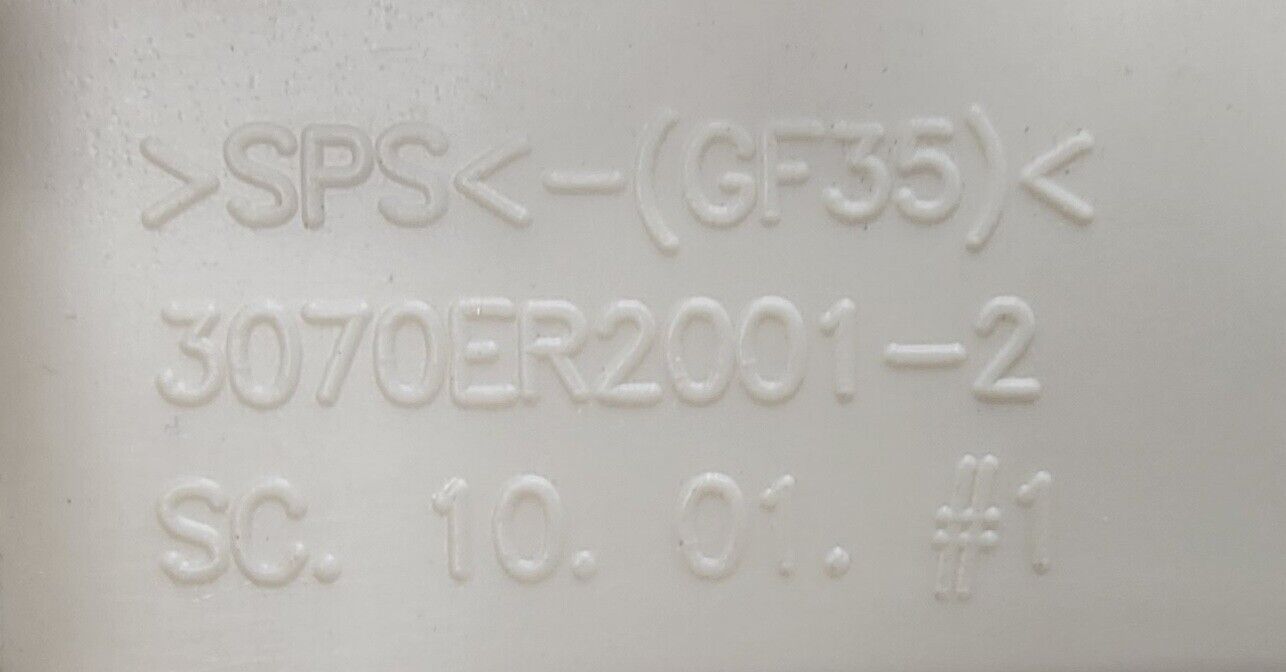 >SPS<-(GF35)<
3070ER2001-2
SC. 10. 01. #1